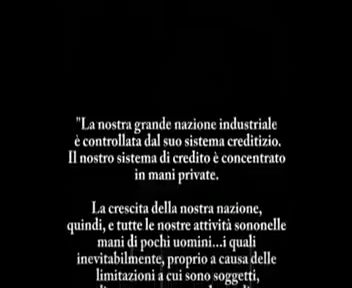 "La nostra grande nazione industriale
è controllata dal suo sistema creditizio.
Il nostro sistema di credito è concentrato
in mani private.
La crescita della nostra nazione,
quindi, e tutte le nostre attività sononelle
mani di pochi uomini...i quali
inevitabilmente, proprio a causa delle
limitazioni a cui sono soggetti,